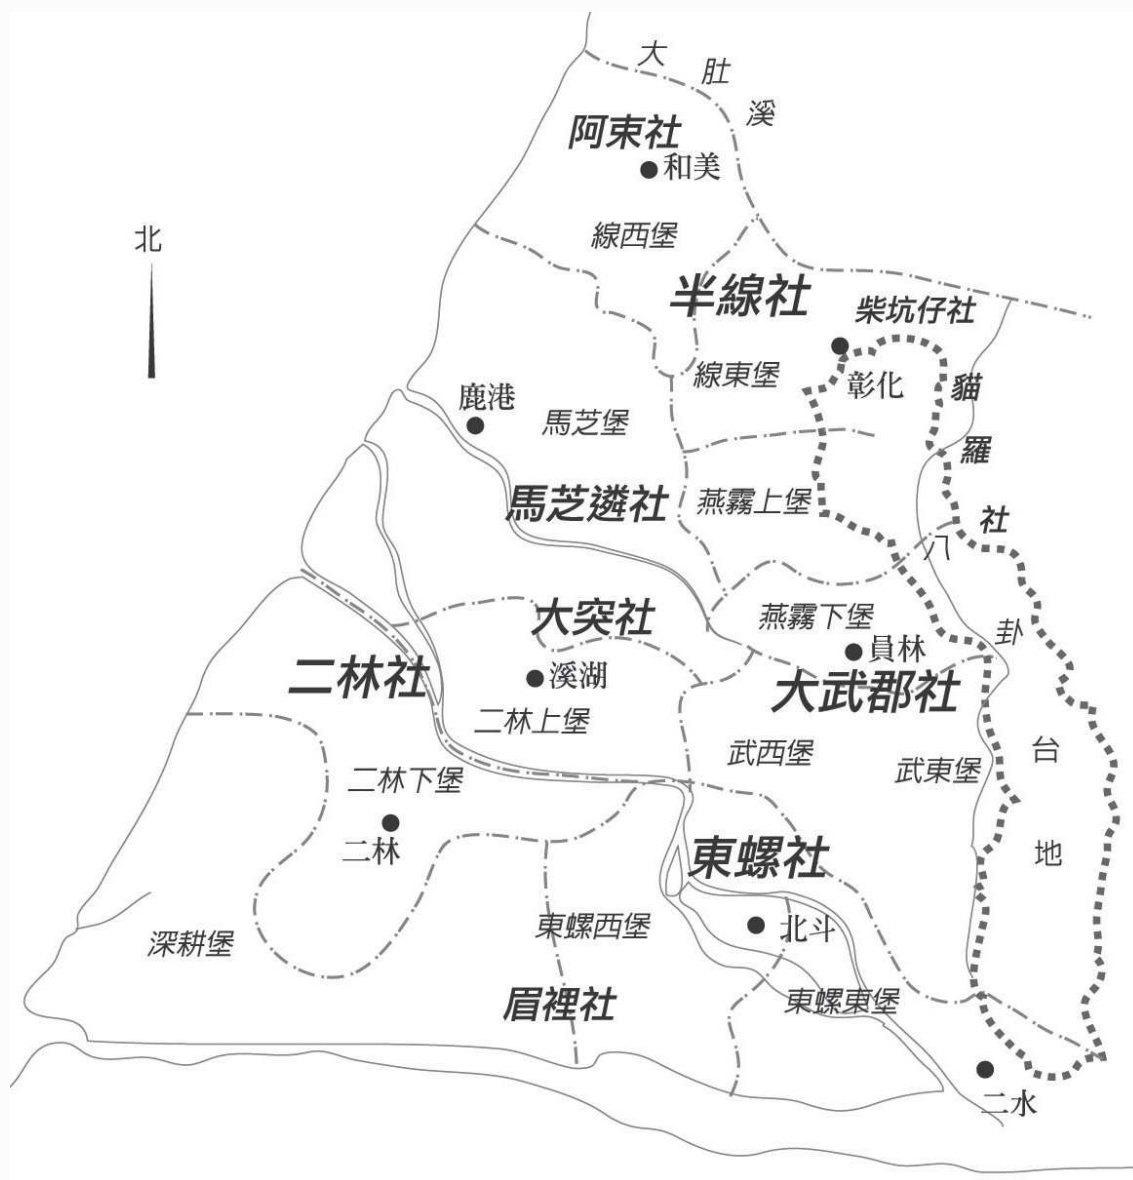 大肚溪
阿束社
和美
北
線西堡
半線社
柴坑仔社
線東堡
彰化
貓羅社
鹿港
馬芝堡
馬芝遴社
燕霧上堡
八卦台地
大突社
燕霧下堡
員林
二林社
溪湖
大武郡社
二林上堡
武西堡
武東堡
二林下堡
二林
東螺社
深耕堡
東螺西堡
北斗
眉裡社
東螺東堡
二水